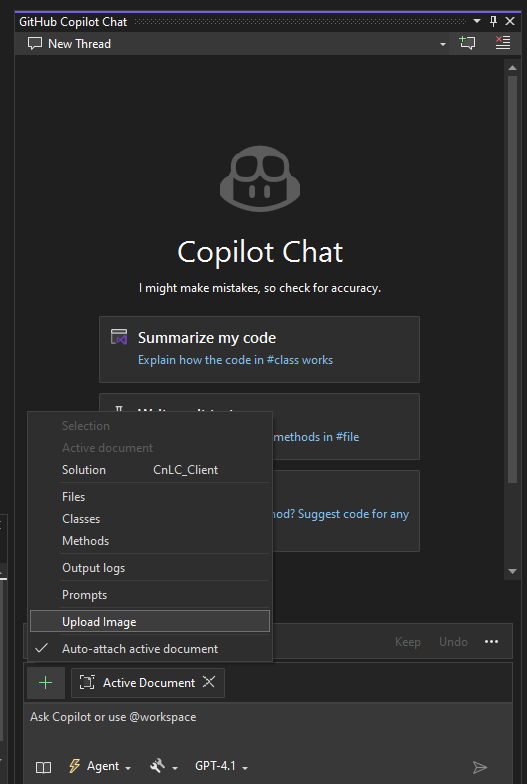 GitHub Copilot Chat
New Thread
Copilot Chat
I might make mistakes, so check for accuracy.
Summarize my code
Explain how the code in #class works
methods in #file
Suggest code for any
Selection
Active document
Solution CnLC_Client
Files
Classes
Methods
Output logs
Prompts
Upload Image
Auto-attach active document
Keep Undo
Active Document
Ask Copilot or use @workspace
Agent GPT-4.1